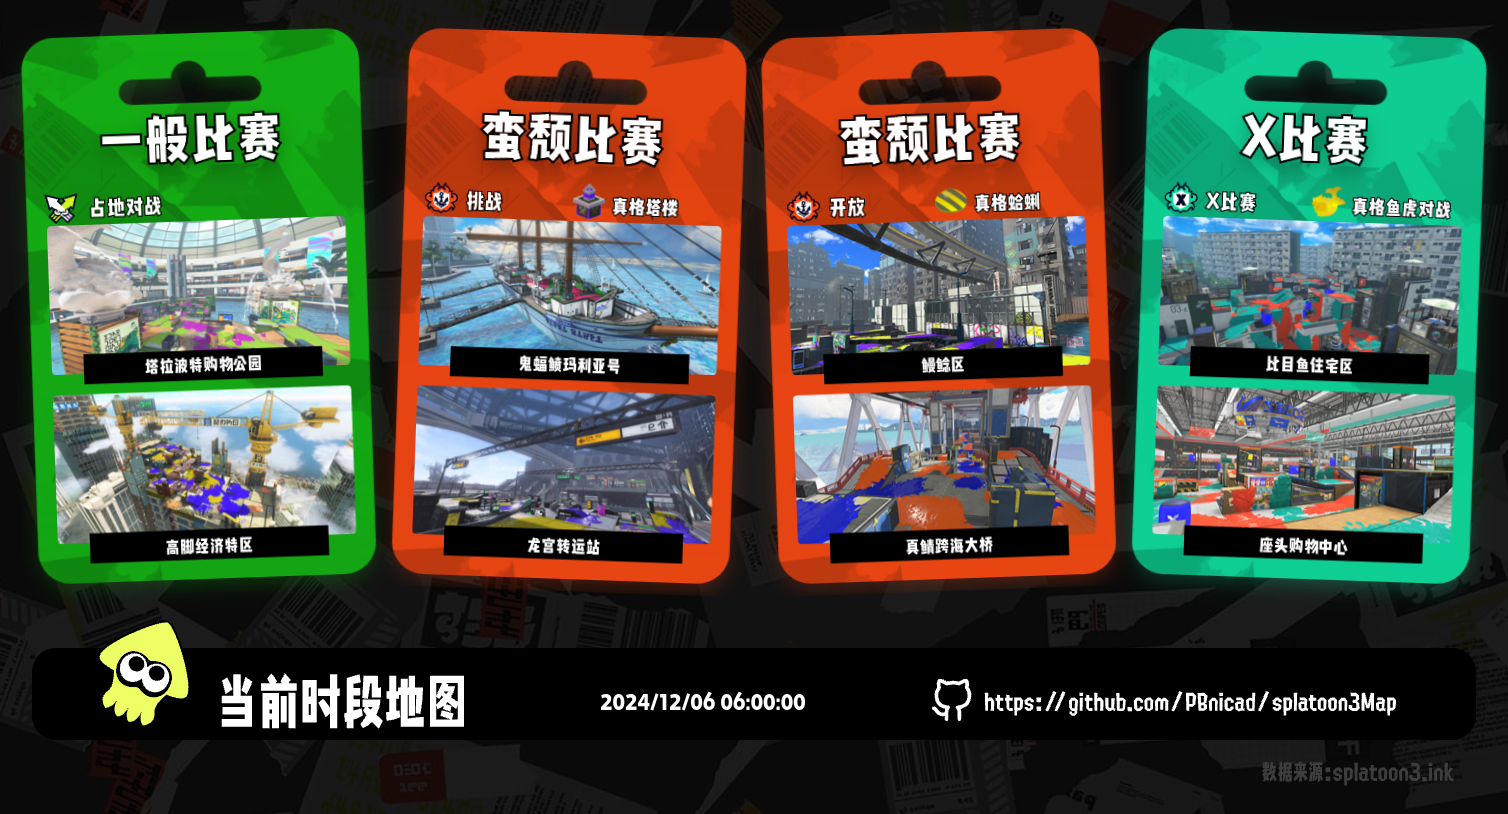 一般比赛
占地对战
塔拉波特购物公园
高脚经济特区
蛮颓比赛
挑战
真格塔楼
鬼蝠鲼玛利亚号
龙宫转运站
蛮颓比赛
开放
真格蛤蜊
鳗鲶区
真鲷跨海大桥
X比赛
X比赛
真格鱼虎对战
比目鱼住宅区
座头购物中心
当前时段地图
2024/12/06 06:00:00
https://github.com/PBnicad/splatoon3Map
数据来源:splatoon3.ink